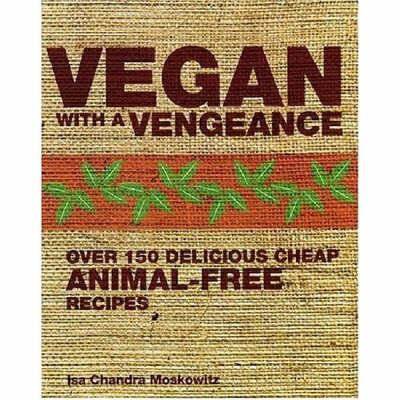 VEGAN
WITH A VENGEANCE
OVER 150 DELICIOUS CHEAP
ANIMAL-FREE
RECIPES
Isa Chandra Moskowitz